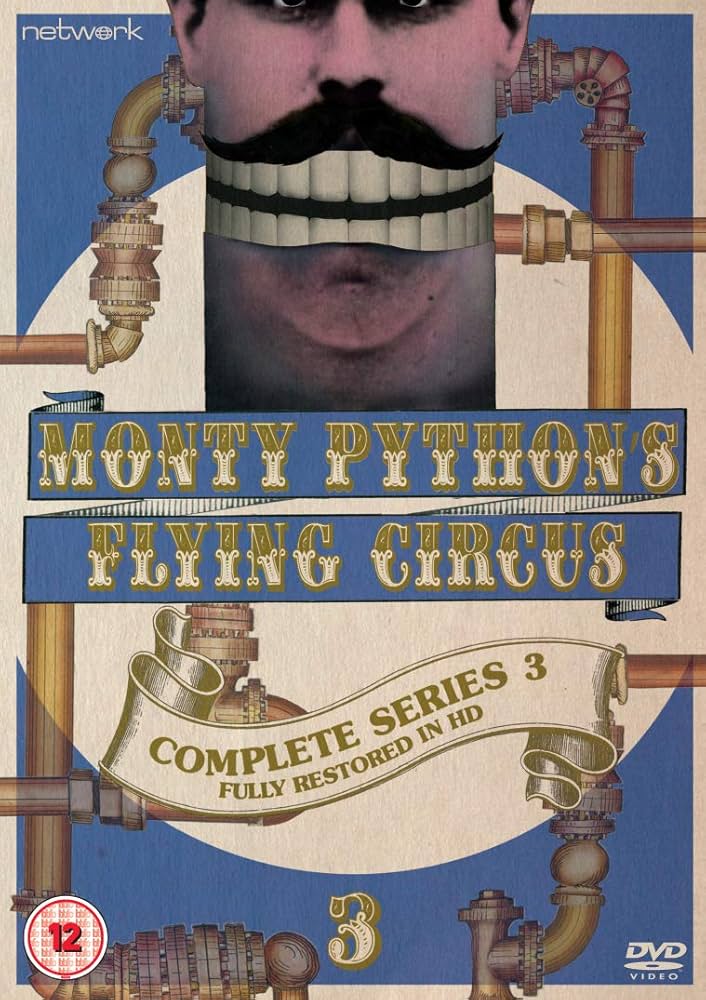 network
MONTY PYTHON'S
FLYING CIRCUS
COMPLETE SERIES 3
FULLY RESTORED IN HD
3
12
DVD
VIDEO